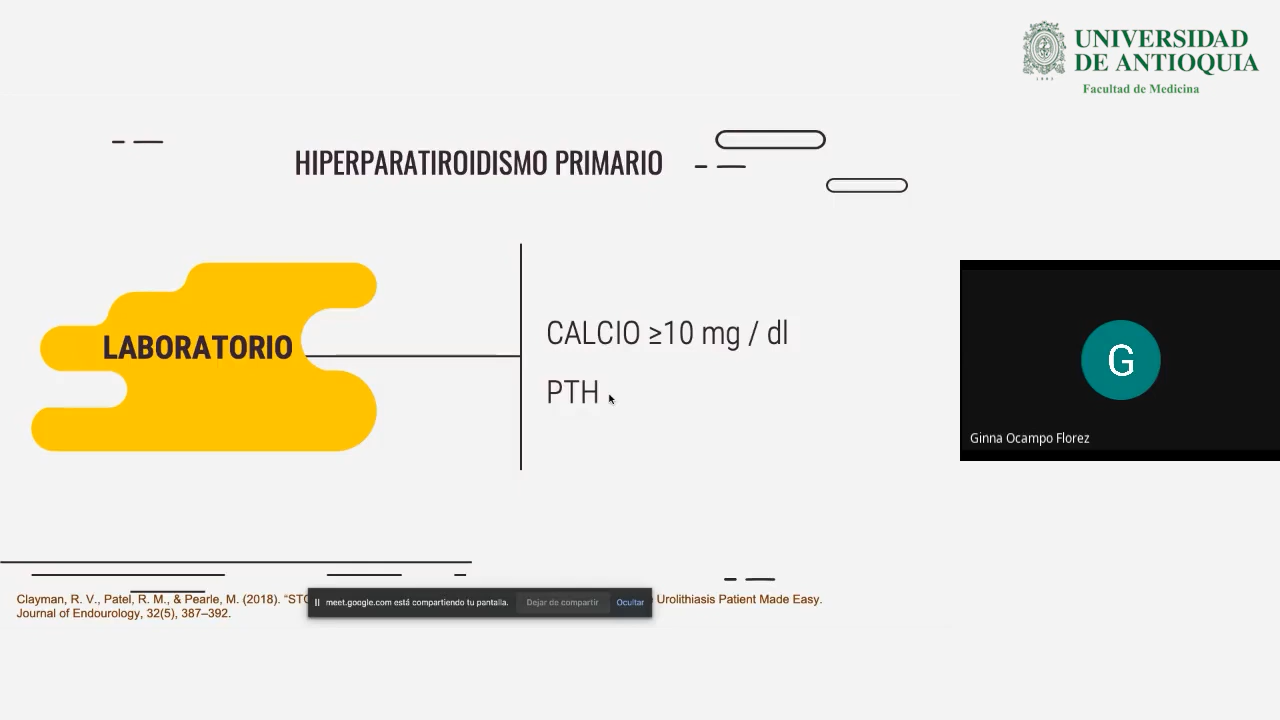 UNIVERSIDAD
DE ANTIOQUIA
Facultad de Medicina
1803
HIPERPARATIROIDISMO PRIMARIO
LABORATORIO
CALCIO ≥10 mg / dl
PTH
G
Ginna Ocampo Florez
Clayman, R. V., Patel, R. M., & Pearle, M. (2018). “STO
Urolithiasis Patient Made Easy.
Journal of Endourology, 32(5), 387–392.
meet.google.com está compartiendo tu pantalla.
Dejar de compartir
Ocultar